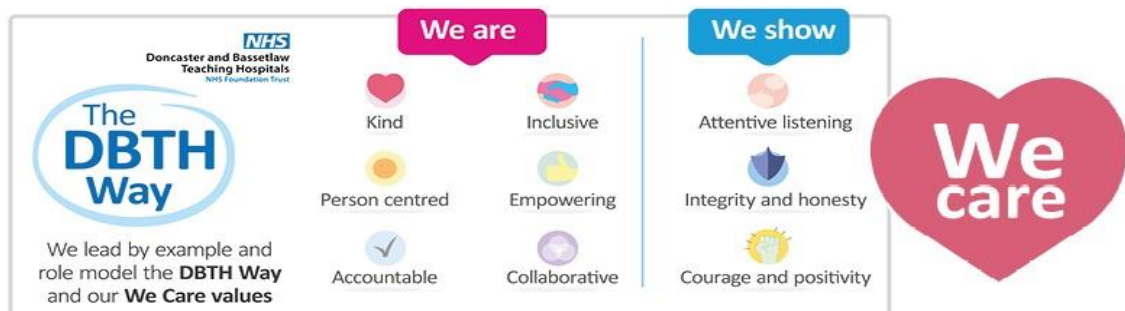 NHS
Doncaster and Bassetlaw
Teaching Hospitals
NHS Foundation Trust
The
DBTH
Way
We lead by example and
role model the DBTH Way
and our We Care values
We are
Kind
Inclusive
Person centred
Empowering
Accountable
Collaborative
We show
Attentive listening
Integrity and honesty
Courage and positivity
We
care